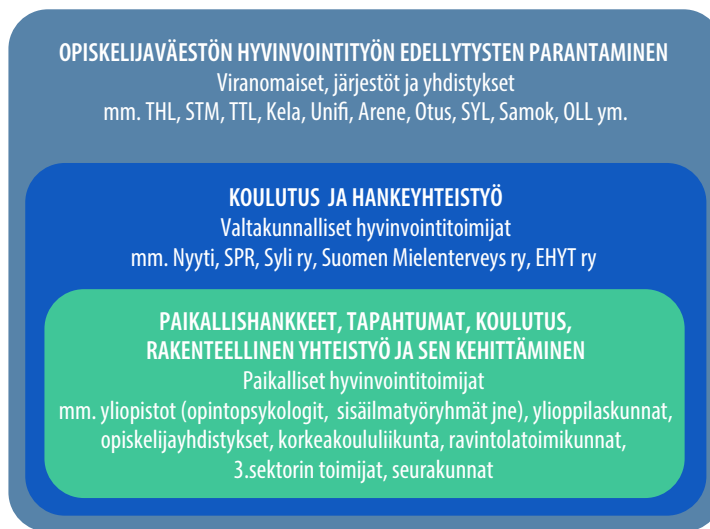 OPISKELIJAVÄESTÖN HYVINVOINTITYÖN EDELLYTYSTEN PARANTAMINEN
Viranomaiset, järjestöt ja yhdistykset
mm. THL, STM, TTL, Kela, Unifi, Arene, Otus, SYL, Samok, OLL ym.
KOULUTUS JA HANKEYHTEISTYÖ
Valtakunnalliset hyvinvointitoimijat
mm. Nyyti, SPR, Syli ry, Suomen Mielenterveys ry, EHYT ry
PAIKALLISHANKKEET, TAPAHTUMAT, KOULUTUS,
RAKENTEELLINEN YHTEISTYÖ JA SEN KEHITTÄMINEN
Paikalliset hyvinvointitoimijat
mm. yliopistot (opintopsykologit, sisäilmatyöryhmät jne), ylioppilaskunnat,
opiskelijayhdistykset, korkeakoululiikunta, ravintolatoimikunnat,
3.sektorin toimijat, seurakunnat